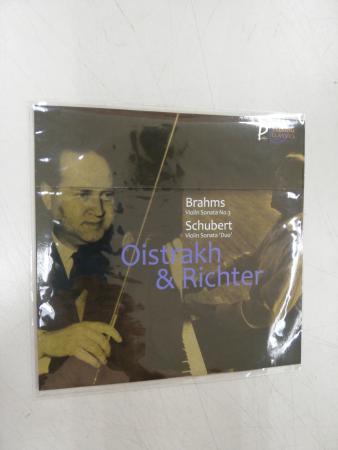 Brahms
Violin Sonata No.3
Schubert
Violin Sonata 'Duo'
Oistrakh
& Richter